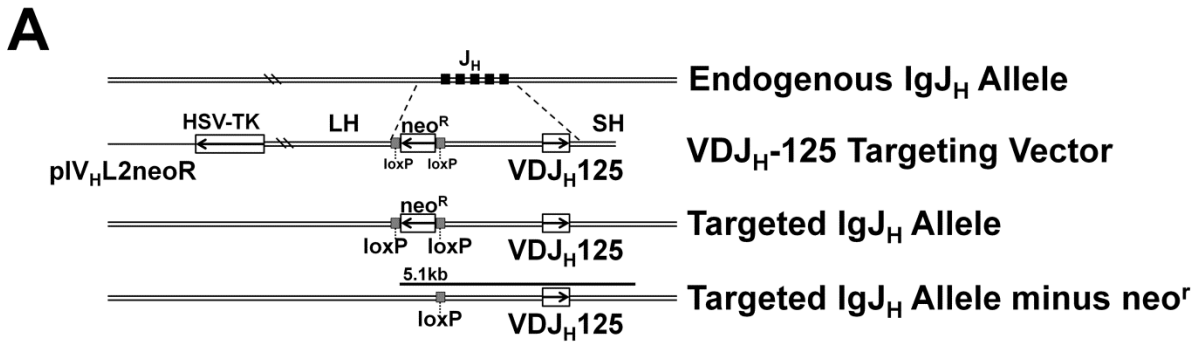 A
J_H
Endogenous IgJ_H Allele
HSV-TK LH neo^R SH
loxP loxP
pIV_HL2neoR VDJ_H125 VDJ_H-125 Targeting Vector
neo^R
loxP loxP VDJ_H125 Targeted IgJ_H Allele
5.1kb
loxP VDJ_H125 Targeted IgJ_H Allele minus neo^r